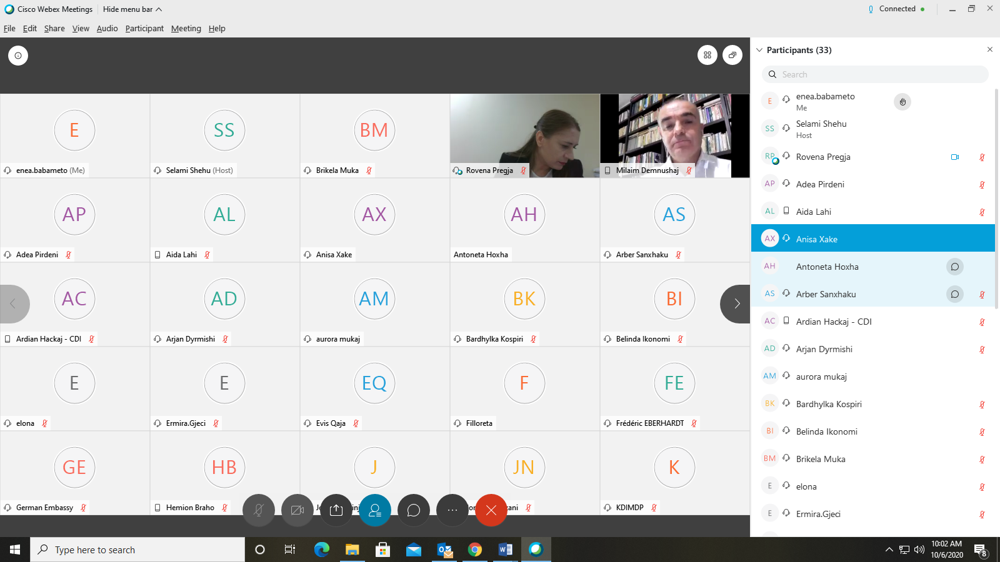 Cisco Webex Meetings
Hide menu bar
Connected
File Edit Share View Audio Participant Meeting Help
E
SS
BM
enea.babameto (Me)
Selami Shehu (Host)
Brikela Muka
Rovena Pregja
Milaim Demnushaj
AP
AL
AX
AH
AS
Adea Pirdeni
Aida Lahi
Anisa Xake
Antoneta Hoxha
Arber Sanxhaku
AC
AD
AM
BK
BI
Ardian Hackaj - CDI
Arjan Dyrmishi
aurora mukaj
Bardhylka Kospiri
Belinda Ikonomi
E
E
EQ
F
FE
elona
Ermira.Gjeci
Evis Qaja
Filloreta
Frédéric EBERHARDT
GE
HB
J
JN
K
German Embassy
Hemion Braho
KDIMDP
Participants (33)
Search
E enea.babameto
Me
SS Selami Shehu
Host
RP Rovena Pregja
AP Adea Pirdeni
AL Aida Lahi
AX Anisa Xake
AH Antoneta Hoxha
AS Arber Sanxhaku
AC Ardian Hackaj - CDI
AD Arjan Dyrmishi
AM aurora mukaj
BK Bardhylka Kospiri
BI Belinda Ikonomi
BM Brikela Muka
E elona
E Ermira.Gjeci
Type here to search
10:02 AM
10/6/2020
8